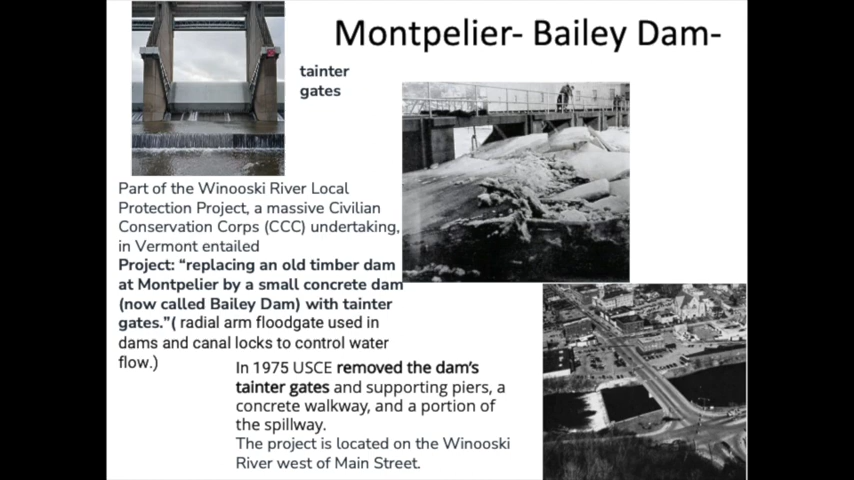 Montpelier- Bailey Dam-
tainter
gates
Part of the Winooski River Local
Protection Project, a massive Civilian
Conservation Corps (CCC) undertaking,
in Vermont entailed
Project: “replacing an old timber dam
at Montpelier by a small concrete dam
(now called Bailey Dam) with tainter
gates.”( radial arm floodgate used in
dams and canal locks to control water
flow.)
In 1975 USCE removed the dam’s
tainter gates and supporting piers, a
concrete walkway, and a portion of
the spillway.
The project is located on the Winooski
River west of Main Street.